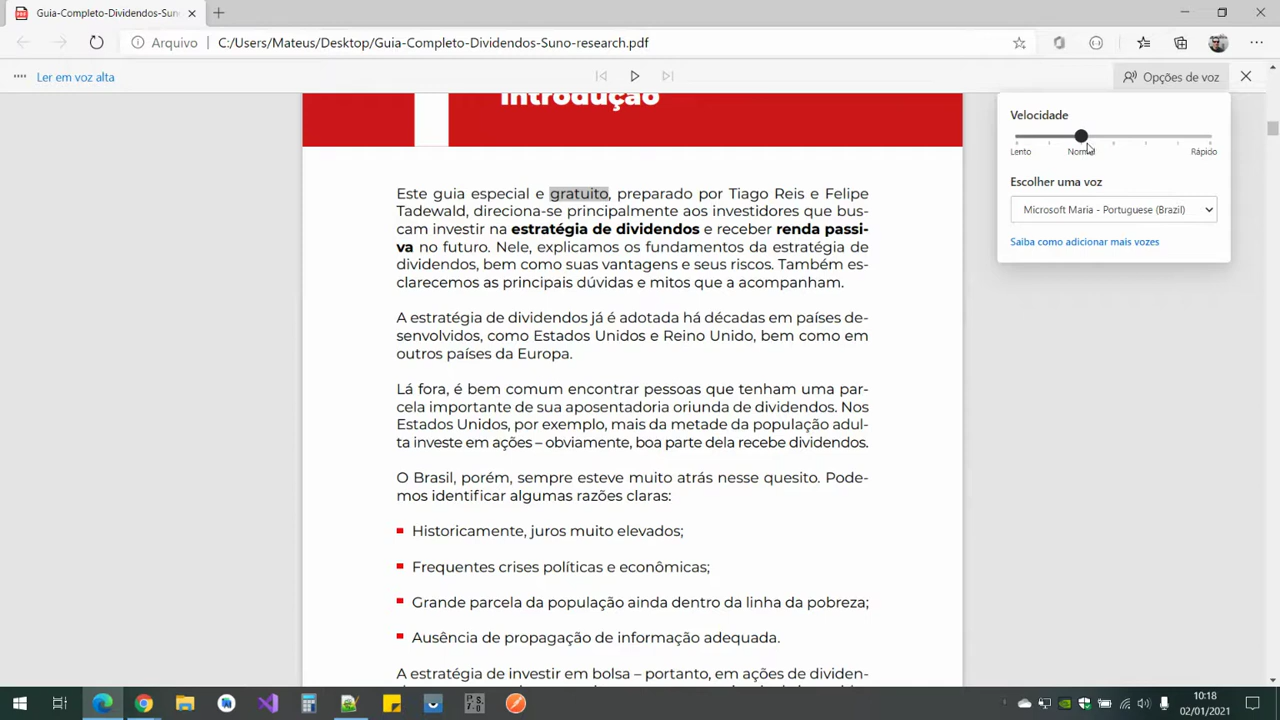 Guia-Completo-Dividendos-Suno-
Arquivo
C:/Users/Mateus/Desktop/Guia-Completo-Dividendos-Suno-research.pdf
Ler em voz alta
Opções de voz
Introdução
Velocidade
Lento
Normal
Rápido
Escolher uma voz
Microsoft Maria - Portuguese (Brazil)
Saiba como adicionar mais vozes
Este guia especial e gratuito, preparado por Tiago Reis e Felipe
Tadewald, direciona-se principalmente aos investidores que bus-
cam investir na estratégia de dividendos e receber renda passi-
va no futuro. Nele, explicamos os fundamentos da estratégia de
dividendos, bem como suas vantagens e seus riscos. Também es-
clarecemos as principais dúvidas e mitos que a acompanham.
A estratégia de dividendos já é adotada há décadas em países de-
senvolvidos, como Estados Unidos e Reino Unido, bem como em
outros países da Europa.
Lá fora, é bem comum encontrar pessoas que tenham uma par-
cela importante de sua aposentadoria oriunda de dividendos. Nos
Estados Unidos, por exemplo, mais da metade da população adul-
ta investe em ações – obviamente, boa parte dela recebe dividendos.
O Brasil, porém, sempre esteve muito atrás nesse quesito. Pode-
mos identificar algumas razões claras:
Historicamente, juros muito elevados;
Frequentes crises políticas e econômicas;
Grande parcela da população ainda dentro da linha da pobreza;
Ausência de propagação de informação adequada.
A estratégia de investir em bolsa – portanto, em ações de dividen-
10:18
02/01/2021